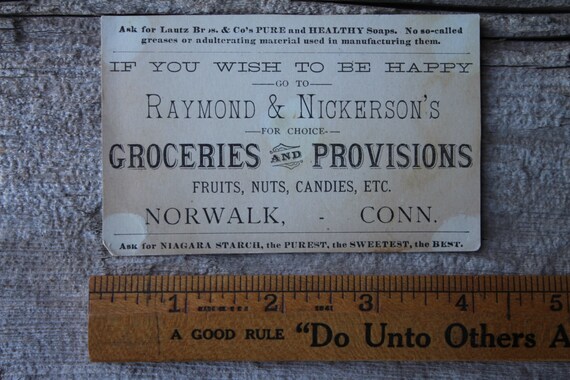 Ask for Lautz Bros. & Co's PURE and HEALTHY Soaps. No so-called
greases or adulterating material used in manufacturing them.
IF YOU WISH TO BE HAPPY
GO TO
RAYMOND & NICKERSON'S
FOR CHOICE
GROCERIES AND PROVISIONS
FRUITS, NUTS, CANDIES, ETC.
NORWALK, - CONN.
Ask for NIAGARA STARCH, the PUREST, the SWEETEST, the BEST.
1 2 3 4 5
A GOOD RULE "Do Unto Others A